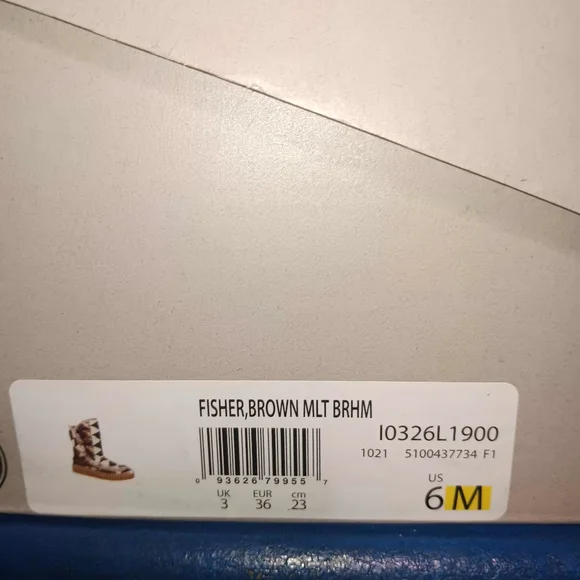 FISHER,BROWN MLT BRHM
I0326L1900
1021 5100437734 F1
0 93626 79955 7
UK EUR cm US
3 36 23 6 M